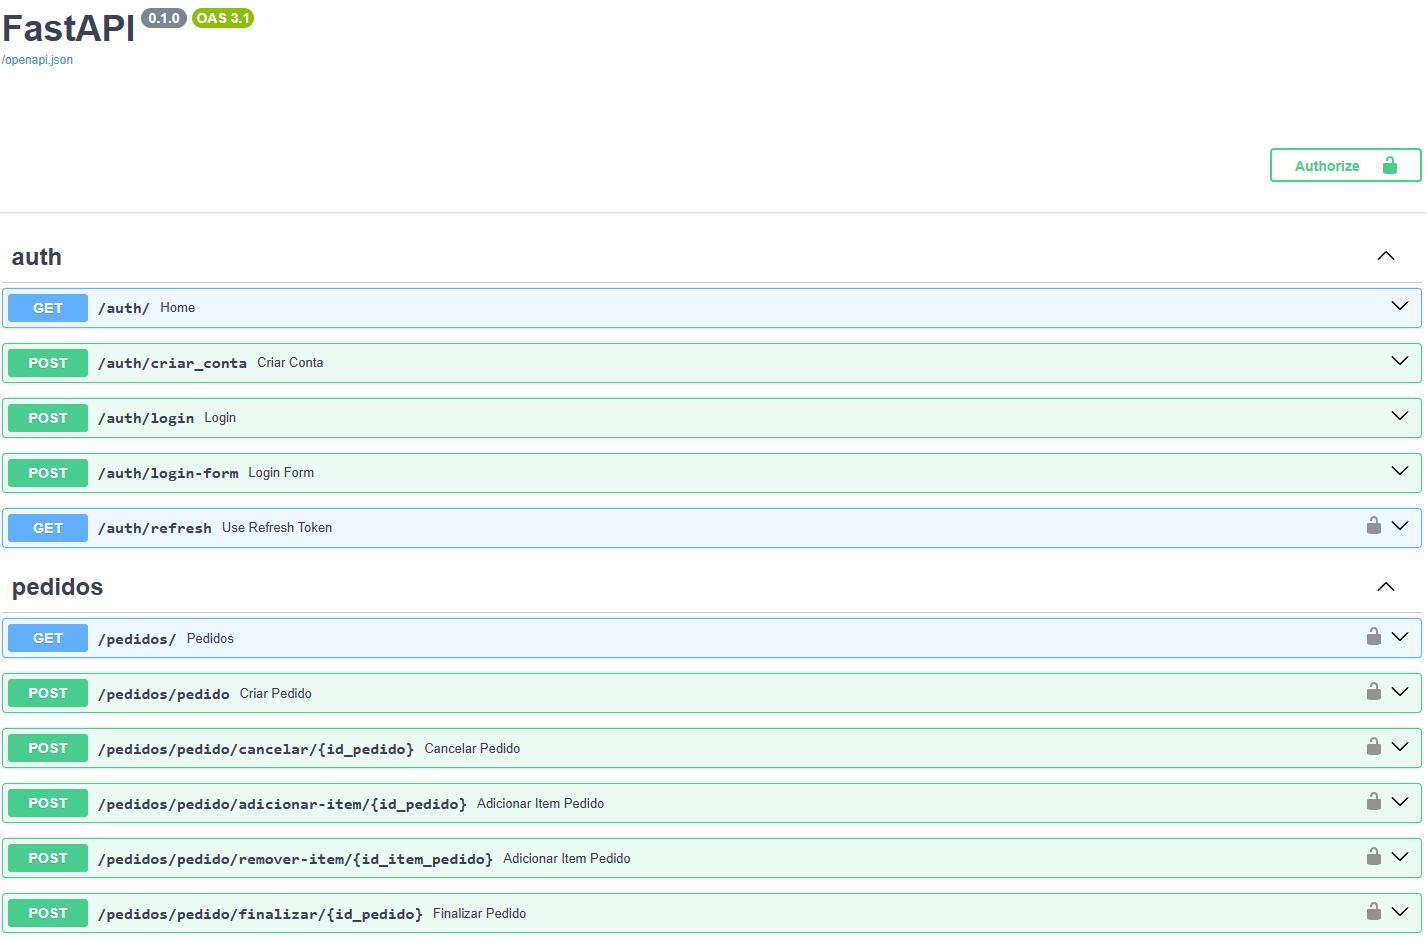 FastAPI 0.1.0 OAS 3.1
/openapi.json
Authorize
auth
GET /auth/ Home
POST /auth/criar_conta Criar Conta
POST /auth/login Login
POST /auth/login-form Login Form
GET /auth/refresh Use Refresh Token
pedidos
GET /pedidos/ Pedidos
POST /pedidos/pedido Criar Pedido
POST /pedidos/pedido/cancelar/{id_pedido} Cancelar Pedido
POST /pedidos/pedido/adicionar-item/{id_pedido} Adicionar Item Pedido
POST /pedidos/pedido/remover-item/{id_item_pedido} Adicionar Item Pedido
POST /pedidos/pedido/finalizar/{id_pedido} Finalizar Pedido